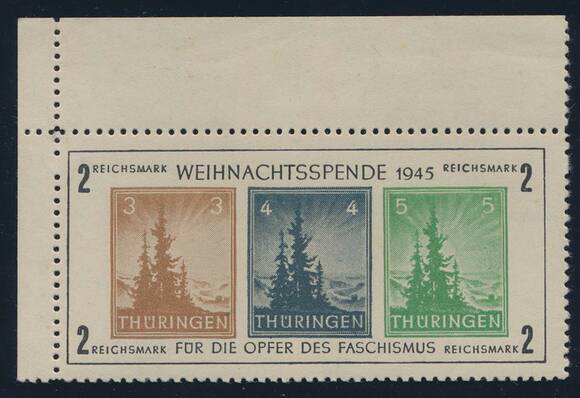 2 REICHSMARK WEIHNACHTSSPENDE 1945 REICHSMARK 2
3 3 4 4 5 5
THÜRINGEN THÜRINGEN THÜRINGEN
2 REICHSMARK FÜR DIE OPFER DES FASCHISMUS REICHSMARK 2